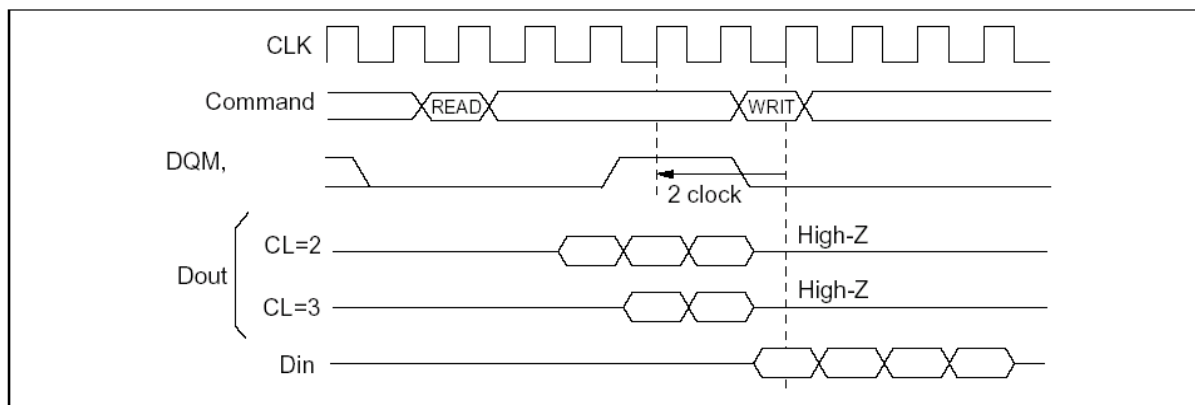 CLK
Command READ WRIT
DQM,
2 clock
CL=2 High-Z
Dout
CL=3 High-Z
Din